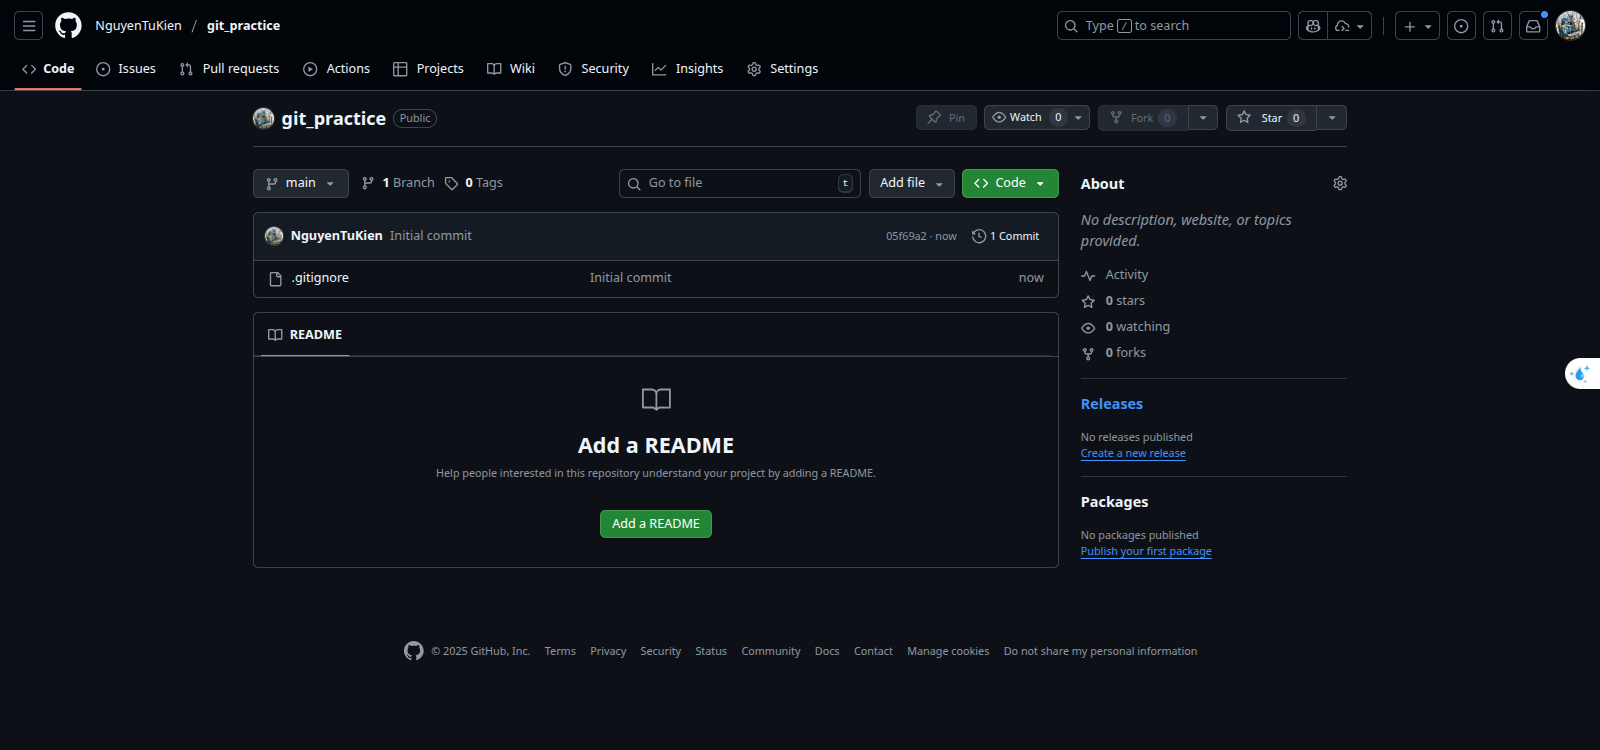 NguyenTuKien / git_practice
Type / to search
Code
Issues
Pull requests
Actions
Projects
Wiki
Security
Insights
Settings
git_practice Public
Pin
Watch 0
Fork 0
Star 0
main
1 Branch
0 Tags
Go to file t
Add file
Code
NguyenTuKien Initial commit 05f69a2 · now 1 Commit
.gitignore Initial commit now
README
Add a README
Help people interested in this repository understand your project by adding a README.
Add a README
About
No description, website, or topics
provided.
Activity
0 stars
0 watching
0 forks
Releases
No releases published
Create a new release
Packages
No packages published
Publish your first package
© 2025 GitHub, Inc. Terms Privacy Security Status Community Docs Contact Manage cookies Do not share my personal information